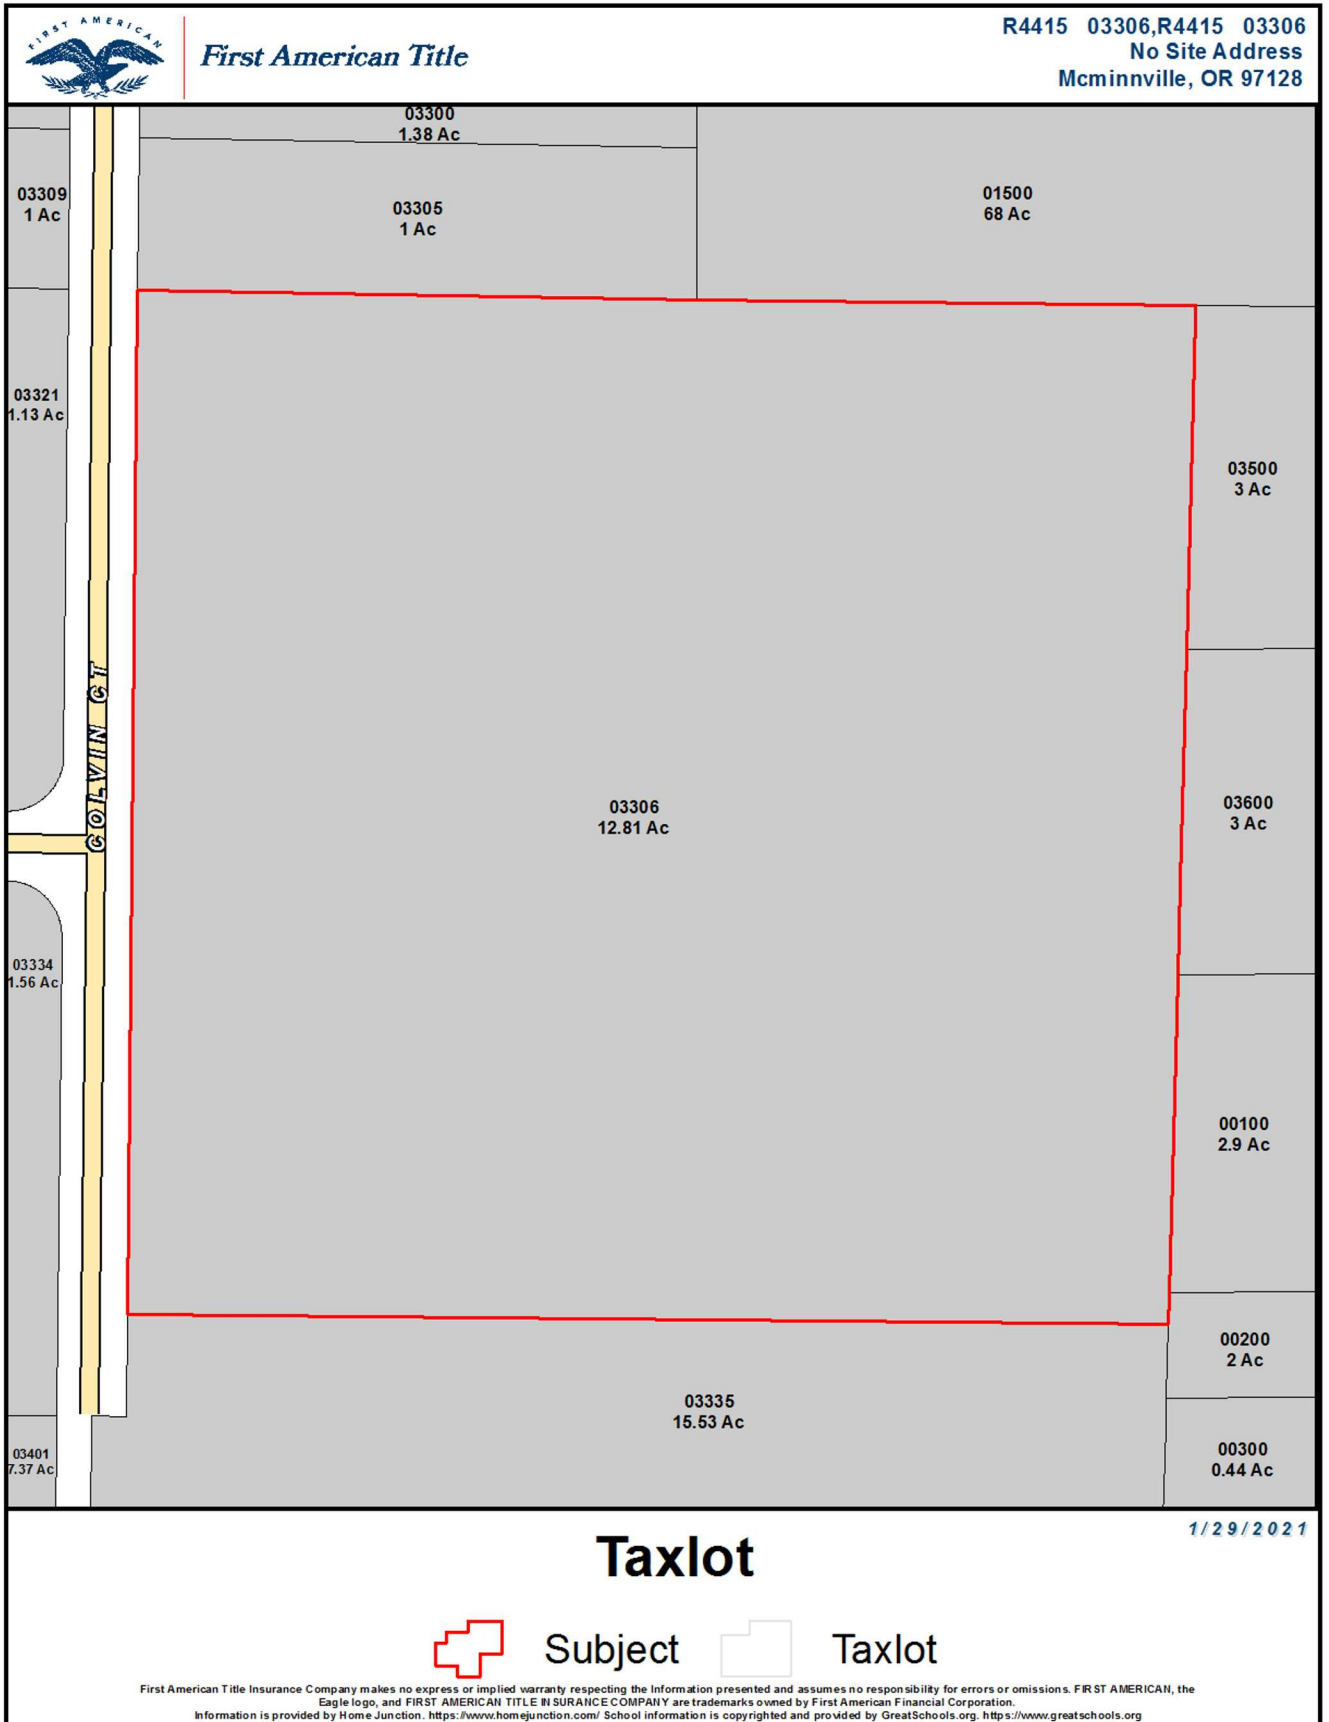 FIRST AMERICAN
First American Title
R4415 03306,R4415 03306
No Site Address
Mcminnville, OR 97128
03300
1.38 Ac
03309
1 Ac
03305
1 Ac
01500
68 Ac
03321
1.13 Ac
03500
3 Ac
COLVIN CT
03306
12.81 Ac
03600
3 Ac
03334
1.56 Ac
00100
2.9 Ac
00200
2 Ac
03335
15.53 Ac
03401
7.37 Ac
00300
0.44 Ac
1/29/2021
Taxlot
Subject
Taxlot
First American Title Insurance Company makes no express or implied warranty respecting the Information presented and assumes no responsibility for errors or omissions. FIRST AMERICAN, the
Eagle logo, and FIRST AMERICAN TITLE INSURANCE COMPANY are trademarks owned by First American Financial Corporation.
Information is provided by Home Junction. https://www.homejunction.com/ School information is copyrighted and provided by GreatSchools.org. https://www.greatschools.org